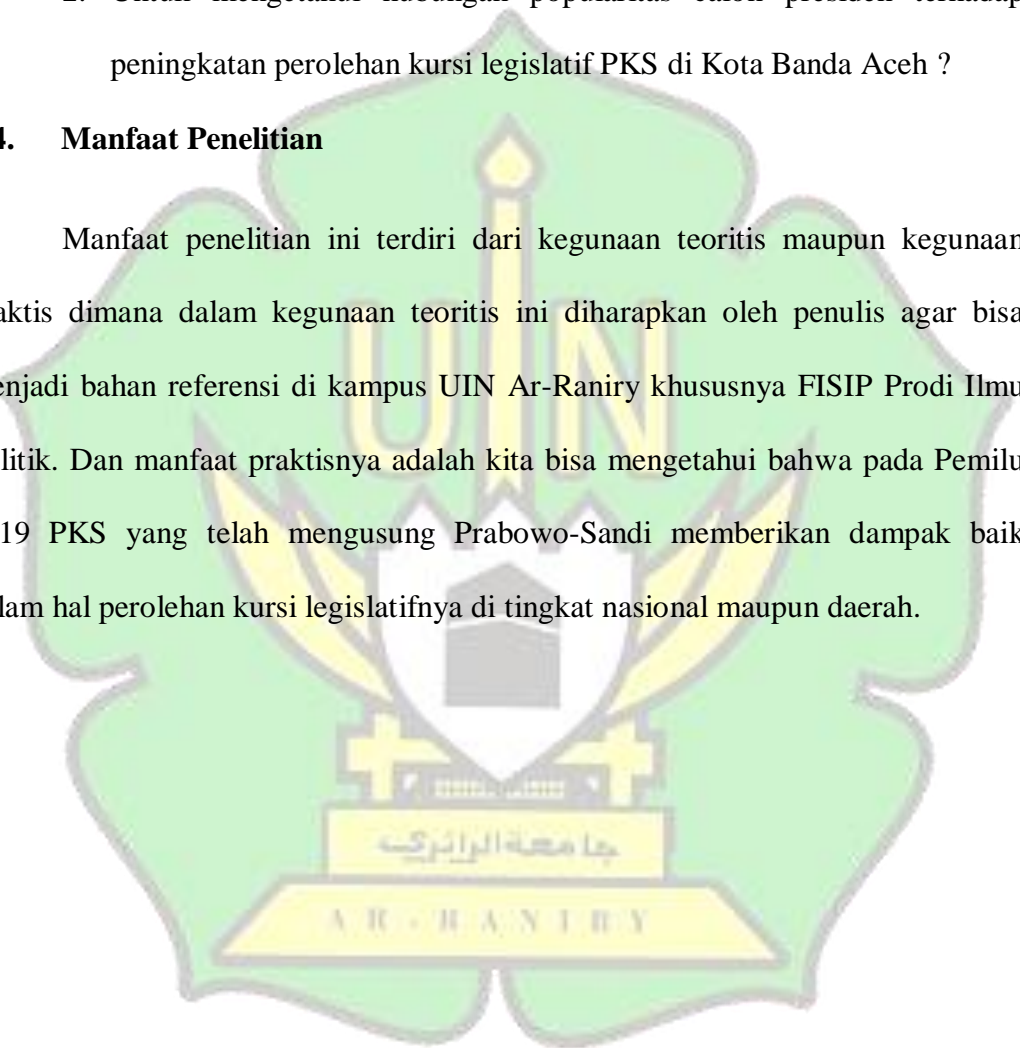 2. Untuk mengetahui hubungan popularitas calon presiden terhadap
peningkatan perolehan kursi legislatif PKS di Kota Banda Aceh ?
4. Manfaat Penelitian
Manfaat penelitian ini terdiri dari kegunaan teoritis maupun kegunaan
aktis dimana dalam kegunaan teoritis ini diharapkan oleh penulis agar bisa
enjadi bahan referensi di kampus UIN Ar-Raniry khususnya FISIP Prodi Ilmu
litik. Dan manfaat praktisnya adalah kita bisa mengetahui bahwa pada Pemilu
19 PKS yang telah mengusung Prabowo-Sandi memberikan dampak baik
lam hal perolehan kursi legislatifnya di tingkat nasional maupun daerah.
UIN
جامعة الرانيري
AR-RANIRY